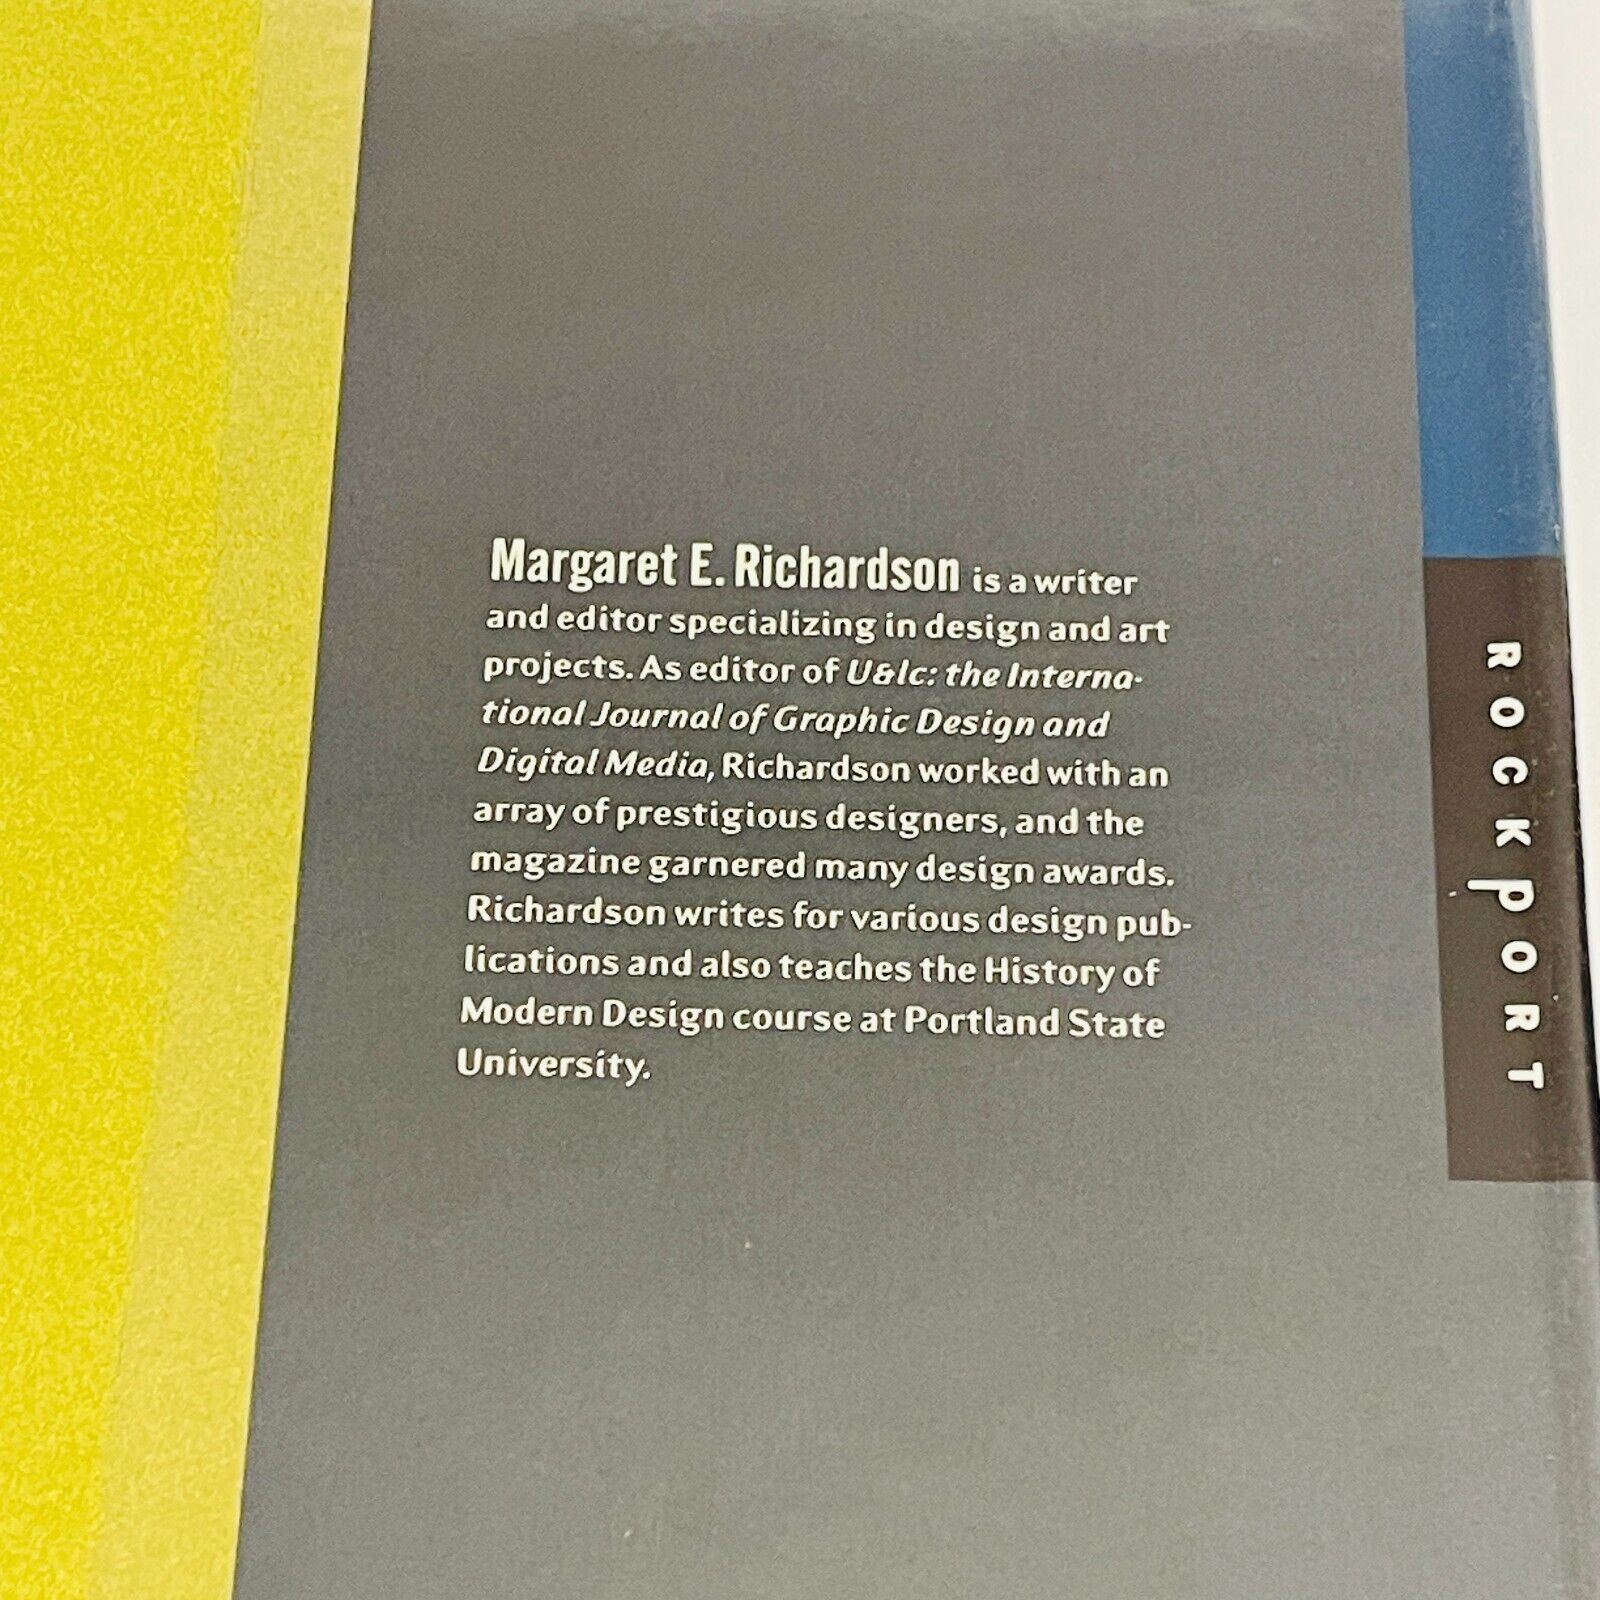 Margaret E. Richardson is a writer
and editor specializing in design and art
projects. As editor of U&lc: the Interna-
tional Journal of Graphic Design and
Digital Media, Richardson worked with an
array of prestigious designers, and the
magazine garnered many design awards.
Richardson writes for various design pub-
lications and also teaches the History of
Modern Design course at Portland State
University.
ROCKPORT